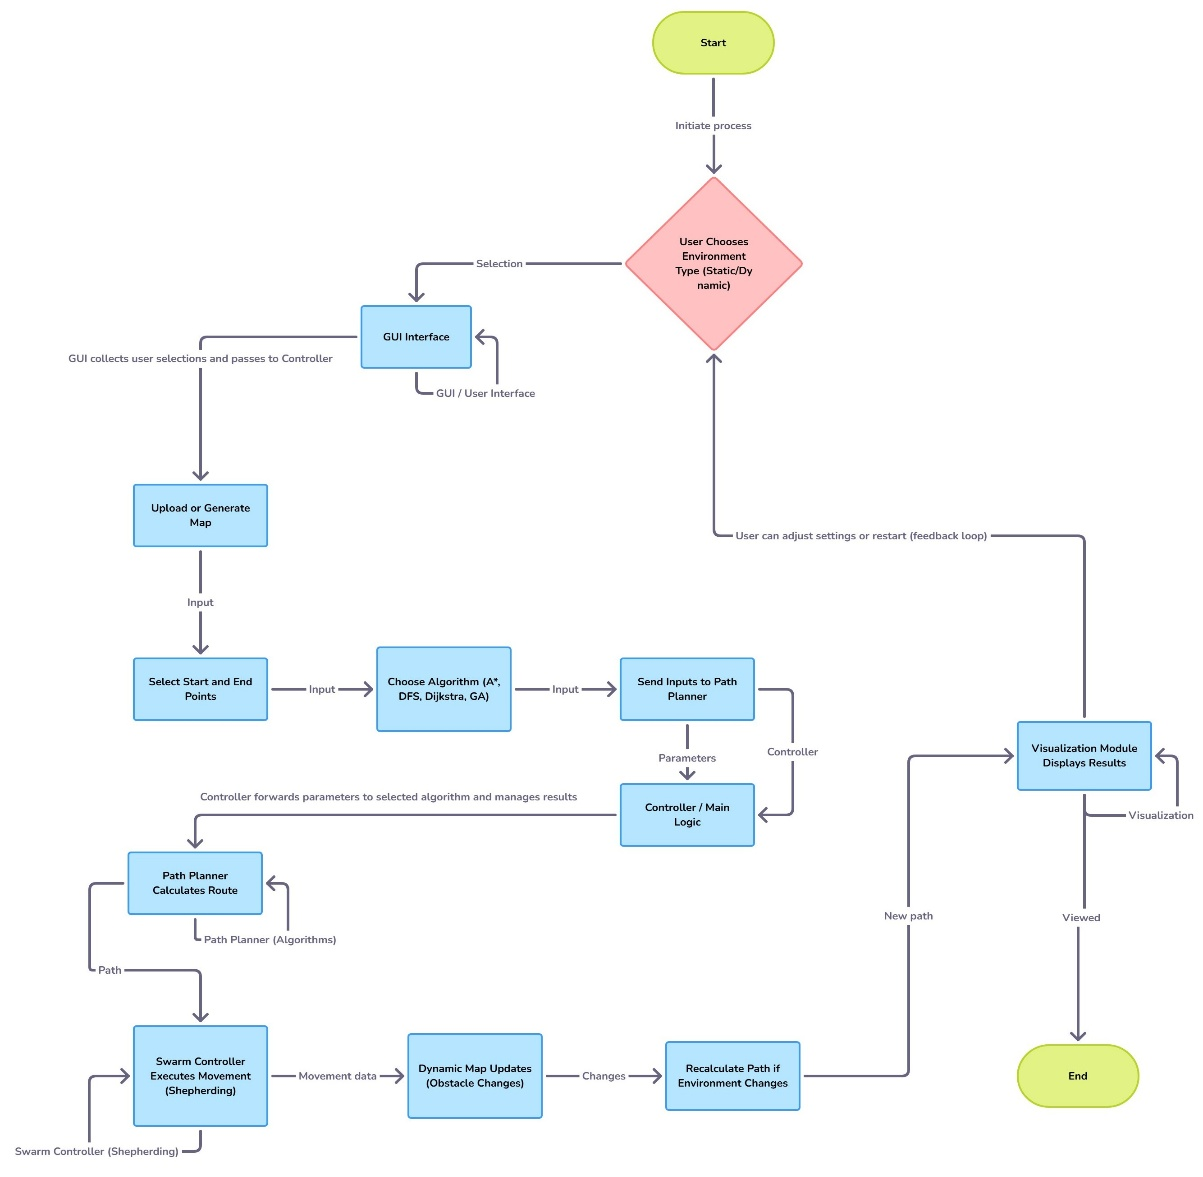 Start
Initiate process
User Chooses
Environment
Type (Static/Dy
namic)
Selection
GUI Interface
GUI collects user selections and passes to Controller
GUI / User Interface
Upload or Generate
Map
User can adjust settings or restart (feedback loop)
Input
Select Start and End
Points
Input
Choose Algorithm (A*,
DFS, Dijkstra, GA)
Input
Send Inputs to Path
Planner
Parameters
Controller
Visualization Module
Displays Results
Controller forwards parameters to selected algorithm and manages results
Controller / Main
Logic
Visualization
Path Planner
Calculates Route
Path Planner (Algorithms)
New path
Viewed
Path
Swarm Controller
Executes Movement
(Shepherding)
Movement data
Dynamic Map Updates
(Obstacle Changes)
Changes
Recalculate Path if
Environment Changes
End
Swarm Controller (Shepherding)